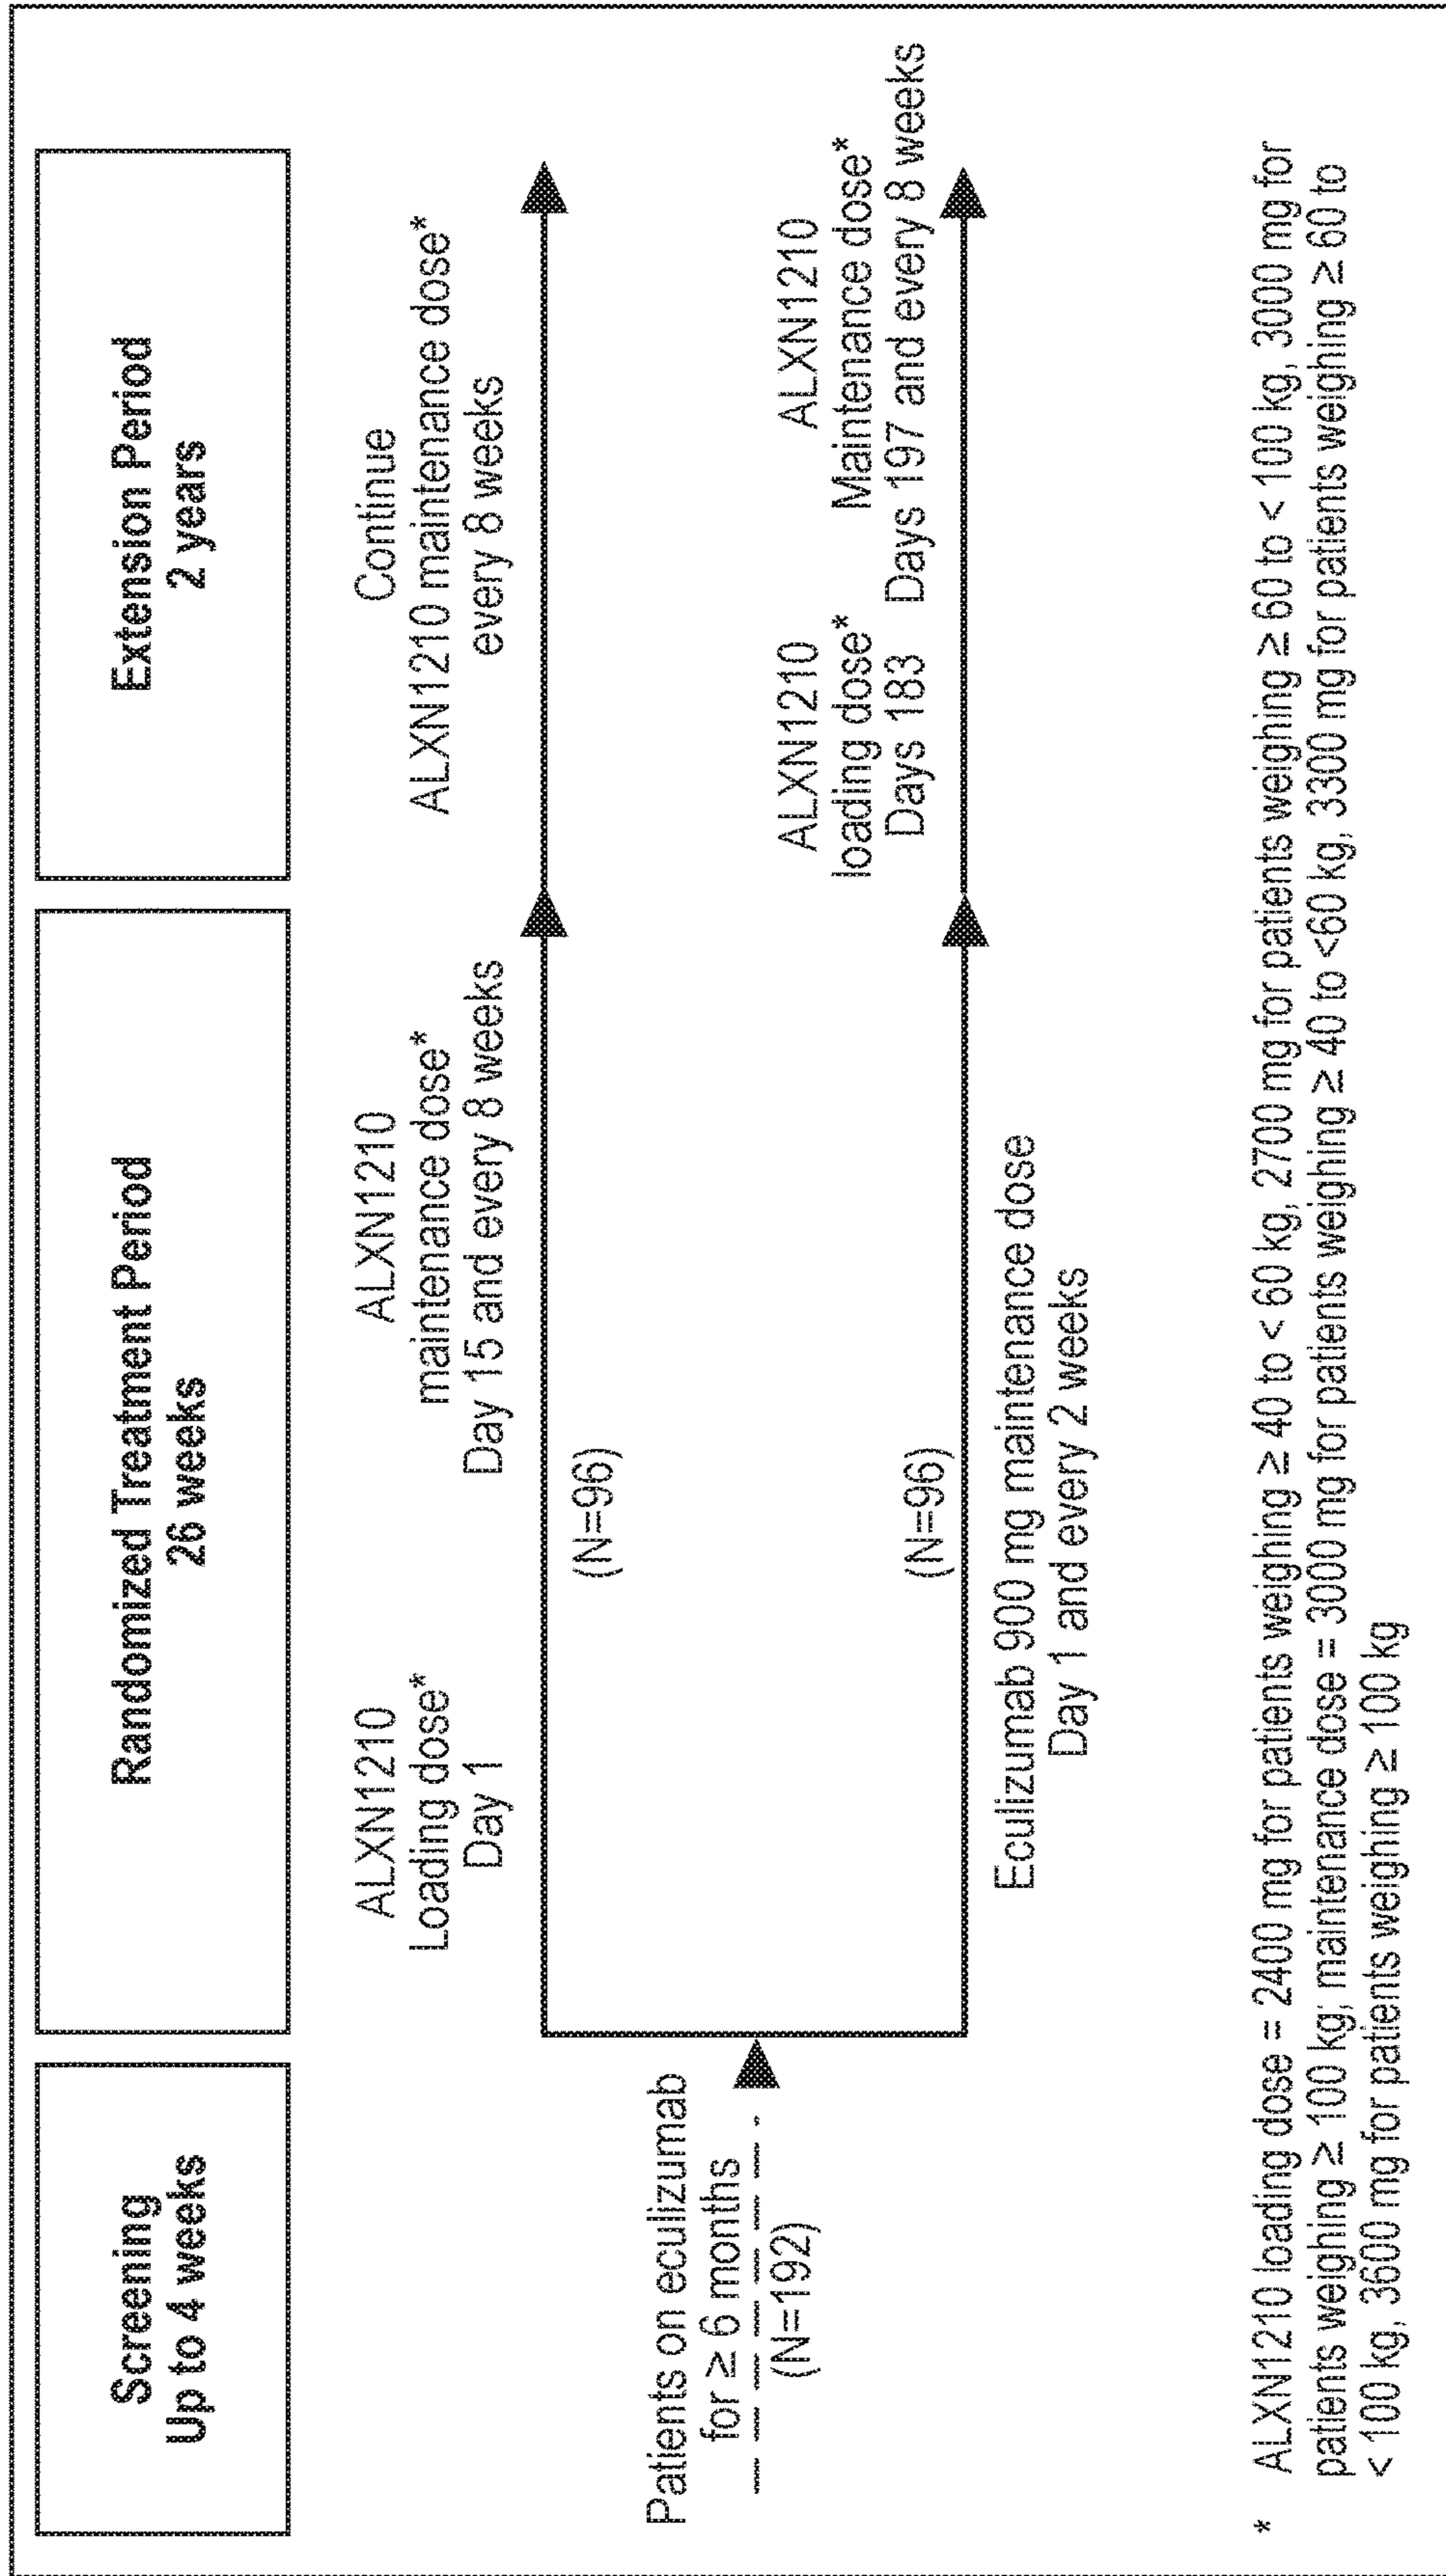 Screening
Up to 4 weeks
Randomized Treatment Period
26 weeks
Extension Period
2 years
Patients on eculizumab
for ≥ 6 months
(N=192)
ALXN1210
Loading dose*
Day 1
ALXN1210
maintenance dose*
Day 15 and every 8 weeks
Continue
ALXN1210 maintenance dose*
every 8 weeks
(N=96)
(N=96)
Eculizumab 900 mg maintenance dose
Day 1 and every 2 weeks
ALXN1210
loading dose*
Days 183
ALXN1210
Maintenance dose*
Days 197 and every 8 weeks
* ALXN1210 loading dose = 2400 mg for patients weighing ≥ 40 to < 60 kg, 2700 mg for patients weighing ≥ 60 to < 100 kg, 3000 mg for
patients weighing ≥ 100 kg; maintenance dose = 3000 mg for patients weighing ≥ 40 to <60 kg, 3300 mg for patients weighing ≥ 60 to
< 100 kg, 3600 mg for patients weighing ≥ 100 kg